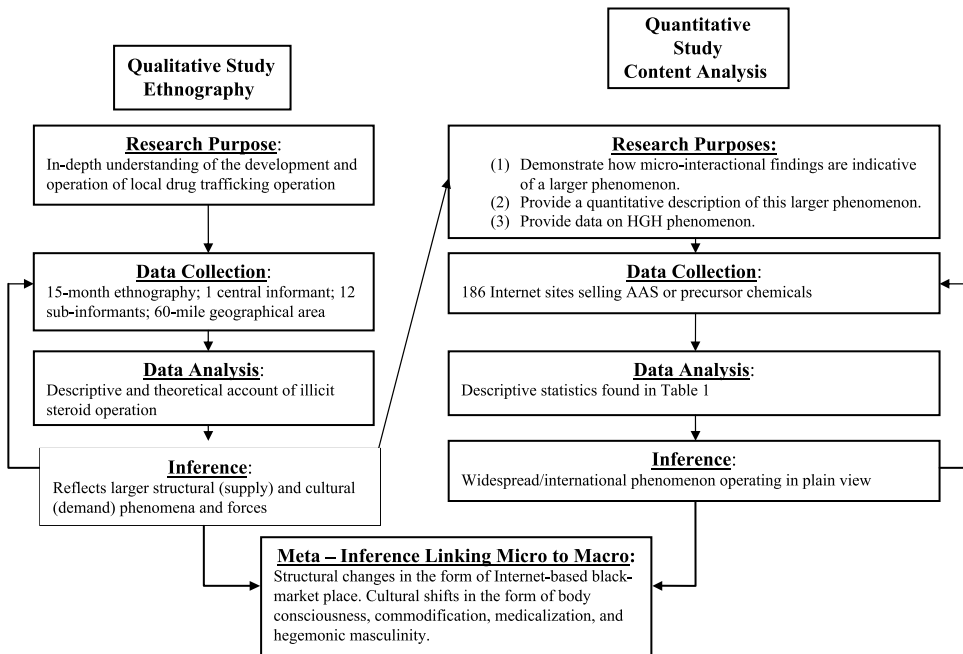 Qualitative Study
Ethnography
Research Purpose:
In-depth understanding of the development and
operation of local drug trafficking operation
Data Collection:
15-month ethnography; 1 central informant; 12
sub-informants; 60-mile geographical area
Data Analysis:
Descriptive and theoretical account of illicit
steroid operation
Inference:
Reflects larger structural (supply) and cultural
(demand) phenomena and forces
Quantitative
Study
Content Analysis
Research Purposes:
(1) Demonstrate how micro-interactional findings are indicative
of a larger phenomenon.
(2) Provide a quantitative description of this larger phenomenon.
(3) Provide data on HGH phenomenon.
Data Collection:
186 Internet sites selling AAS or precursor chemicals
Data Analysis:
Descriptive statistics found in Table 1
Inference:
Widespread/international phenomenon operating in plain view
Meta – Inference Linking Micro to Macro:
Structural changes in the form of Internet-based black-
market place. Cultural shifts in the form of body
consciousness, commodification, medicalization, and
hegemonic masculinity.